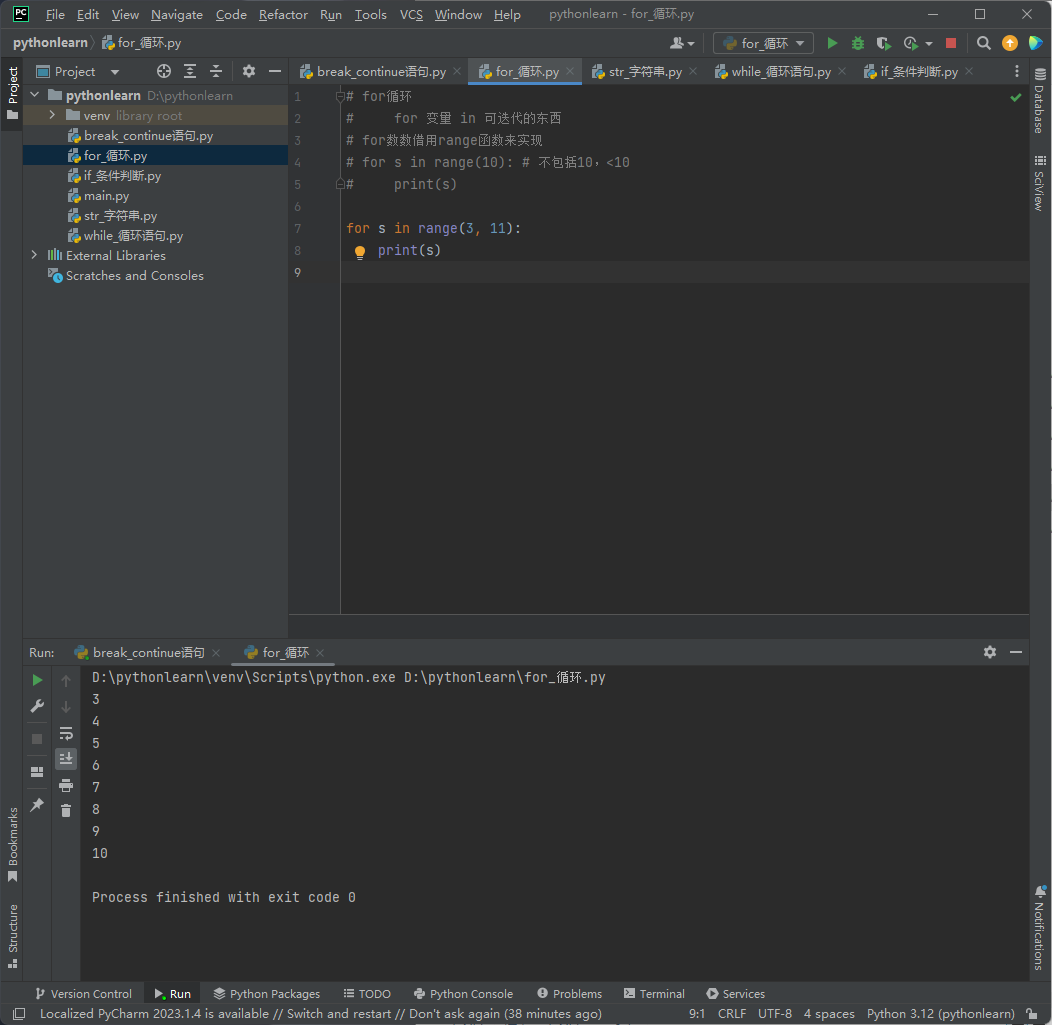 PC File Edit View Navigate Code Refactor Run Tools VCS Window Help pythonlearn - for_循环.py
pythonlearn for_循环.py for_循环
Project
Project
break_continue语句.py for_循环.py str_字符串.py while_循环语句.py if_条件判断.py
pythonlearn D:\pythonlearn
venv library root
break_continue语句.py
for_循环.py
if_条件判断.py
main.py
str_字符串.py
while_循环语句.py
External Libraries
Scratches and Consoles
1 # for循环
2 #     for 变量 in 可迭代的东西
3 # for数数借用range函数来实现
4 # for s in range(10): # 不包括10，<10
5 #     print(s)
6
7 for s in range(3, 11):
8     print(s)
9
Database
SciView
Notifications
Run: break_continue语句 for_循环
D:\pythonlearn\venv\Scripts\python.exe D:\pythonlearn\for_循环.py
3
4
5
6
7
8
9
10
Process finished with exit code 0
Bookmarks
Structure
Version Control Run Python Packages TODO Python Console Problems Terminal Services
Localized PyCharm 2023.1.4 is available // Switch and restart // Don't ask again (38 minutes ago) 9:1 CRLF UTF-8 4 spaces Python 3.12 (pythonlearn)